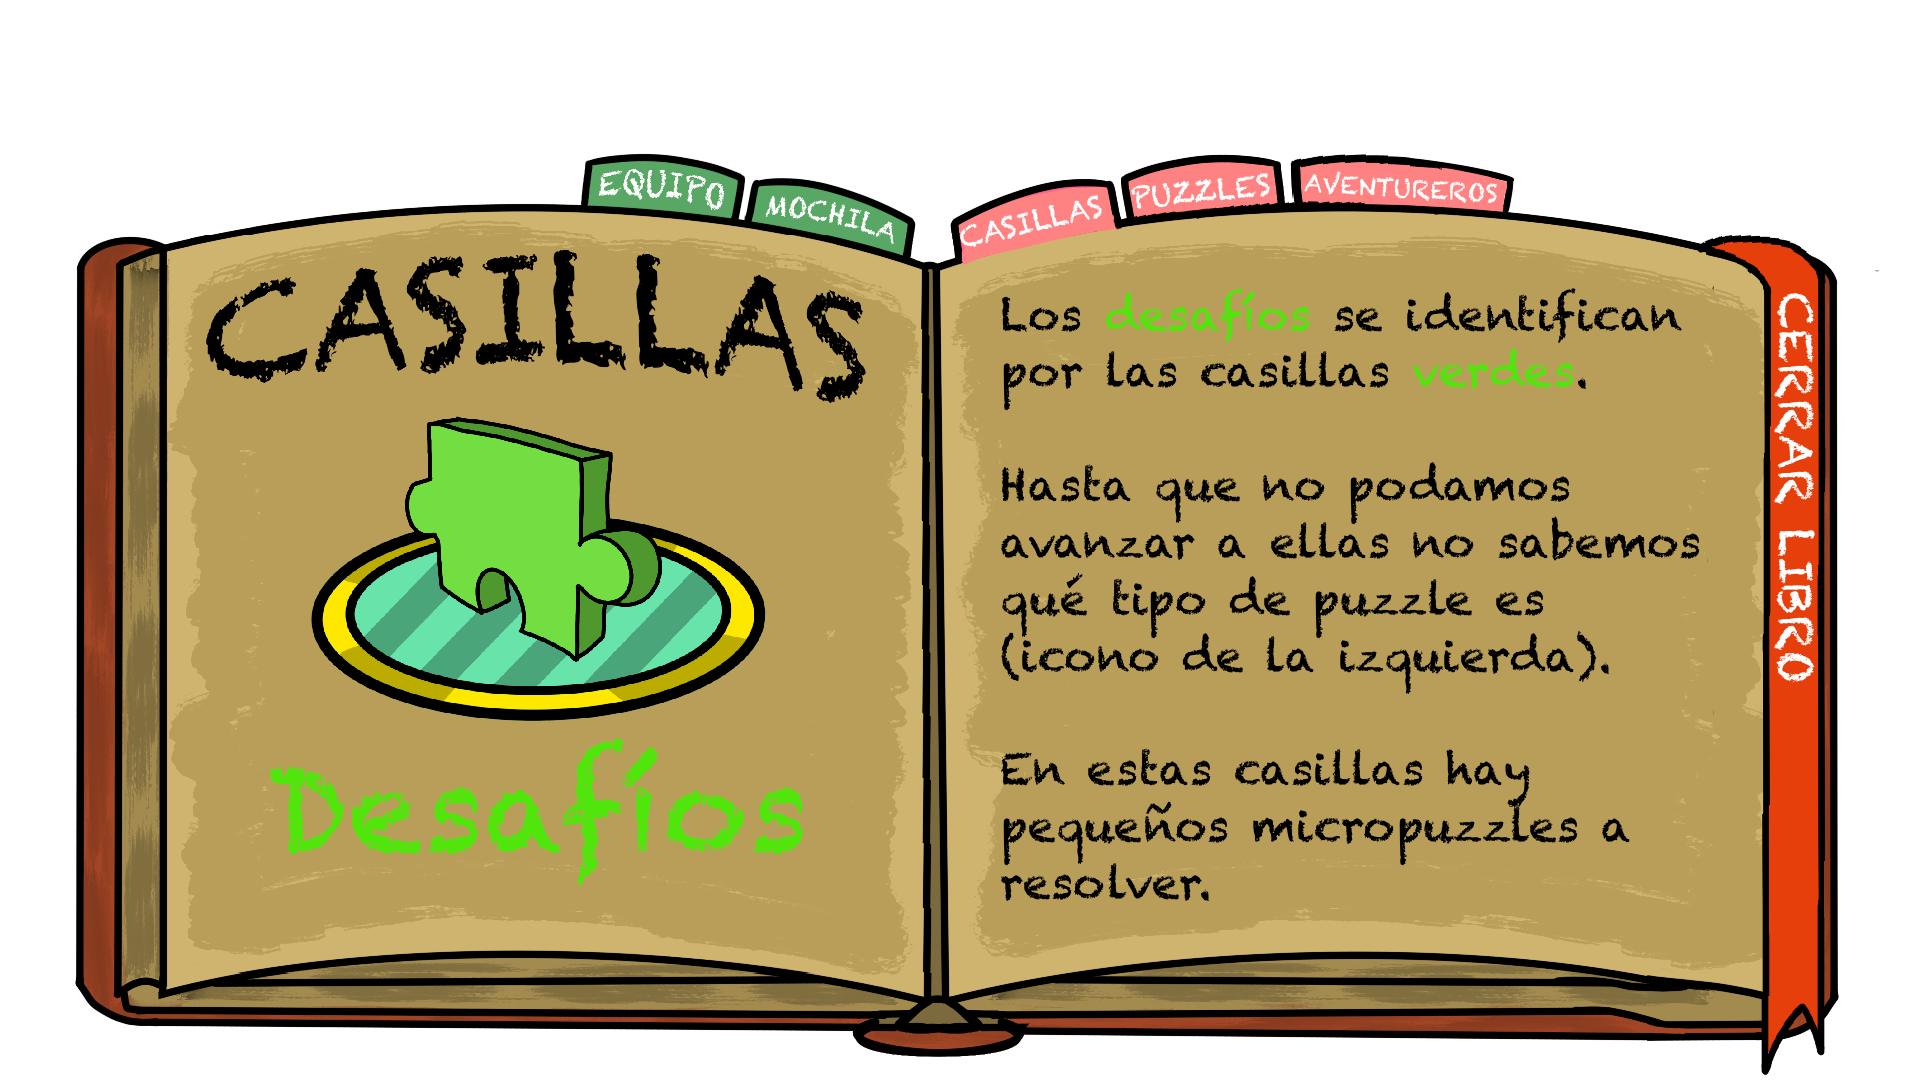 EQUIPO
MOCHILA
CASILLAS
PUZZLES
AVENTUREROS
CASILLAS
Desafíos
Los desafíos se identifican
por las casillas verdes.
Hasta que no podamos
avanzar a ellas no sabemos
qué tipo de puzzle es
(icono de la izquierda).
En estas casillas hay
pequeños micropuzzles a
resolver.
CERRAR LIBRO